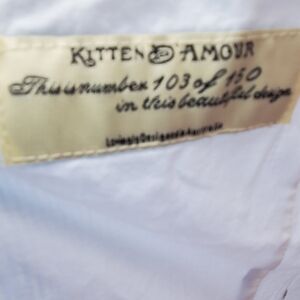 KITTEN D'AMOUR
This is number 103 of 150
in this beautiful design
Lovingly Designed in Australia